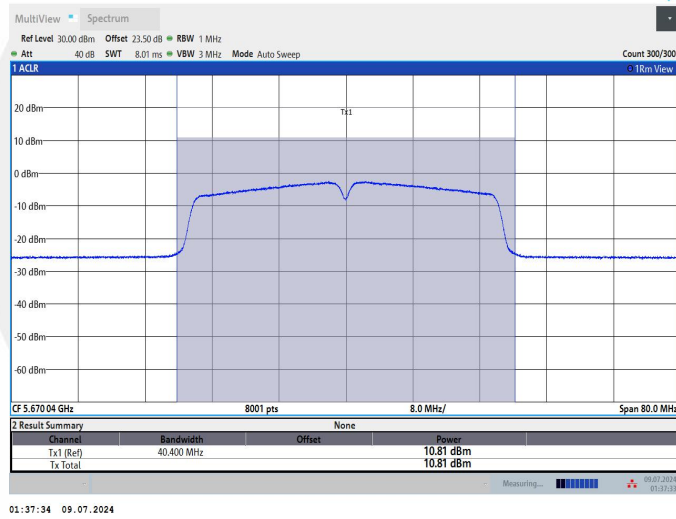 MultiView Spectrum
Ref Level 30.00 dBm Offset 23.50 dB RBW 1 MHz
Att 40 dB SWT 8.01 ms VBW 3 MHz Mode Auto Sweep Count 300/300
1 ACLR 1Rm View
Tx1
20 dBm
10 dBm
0 dBm
-10 dBm
-20 dBm
-30 dBm
-40 dBm
-50 dBm
-60 dBm
CF 5.670 04 GHz 8001 pts 8.0 MHz/ Span 80.0 MHz
2 Result Summary None
Channel Bandwidth Offset Power
Tx1 (Ref) 40.400 MHz 10.81 dBm
Tx Total 10.81 dBm
Measuring... 09.07.2024
01:37:33
01:37:34 09.07.2024